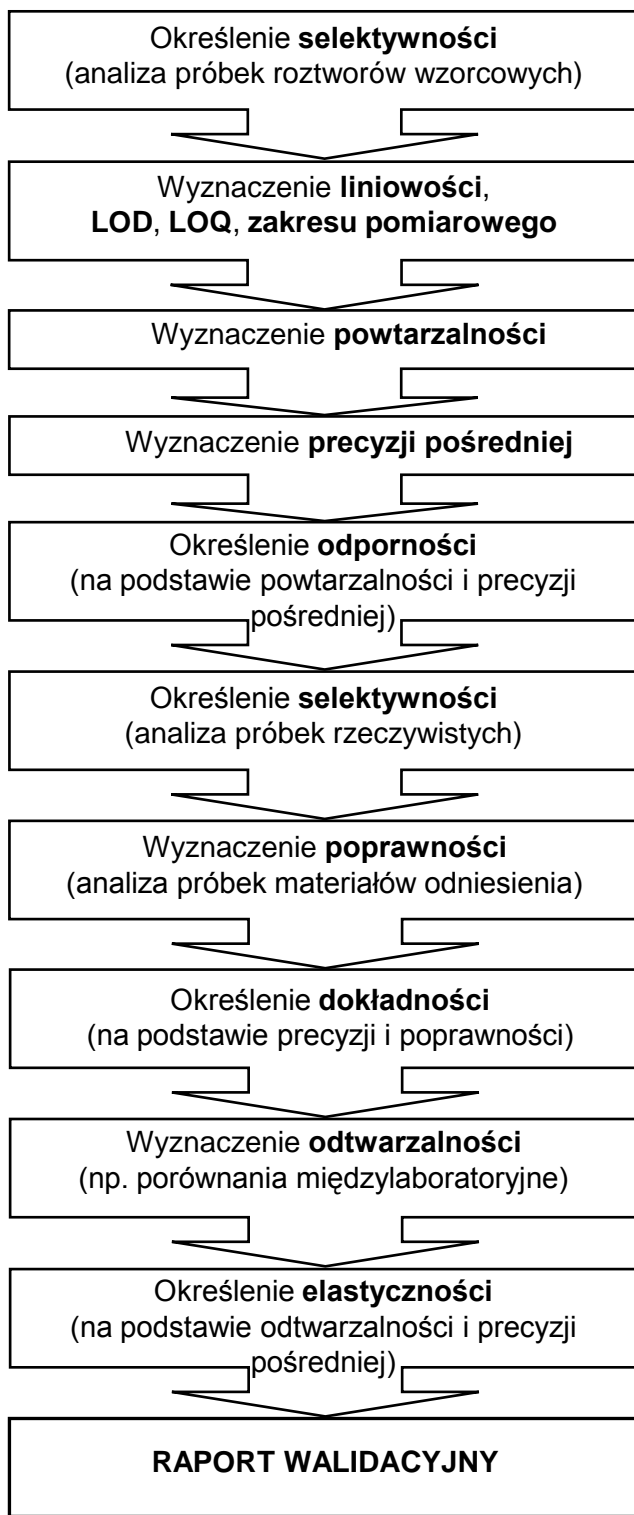 Określenie selektywności
(analiza próbek roztworów wzorcowych)
Wyznaczenie liniowości,
LOD, LOQ, zakresu pomiarowego
Wyznaczenie powtarzalności
Wyznaczenie precyzji pośredniej
Określenie odporności
(na podstawie powtarzalności i precyzji
pośredniej)
Określenie selektywności
(analiza próbek rzeczywistych)
Wyznaczenie poprawności
(analiza próbek materiałów odniesienia)
Określenie dokładności
(na podstawie precyzji i poprawności)
Wyznaczenie odtwarzalności
(np. porównania międzylaboratoryjne)
Określenie elastyczności
(na podstawie odtwarzalności i precyzji
pośredniej)
RAPORT WALIDACYJNY